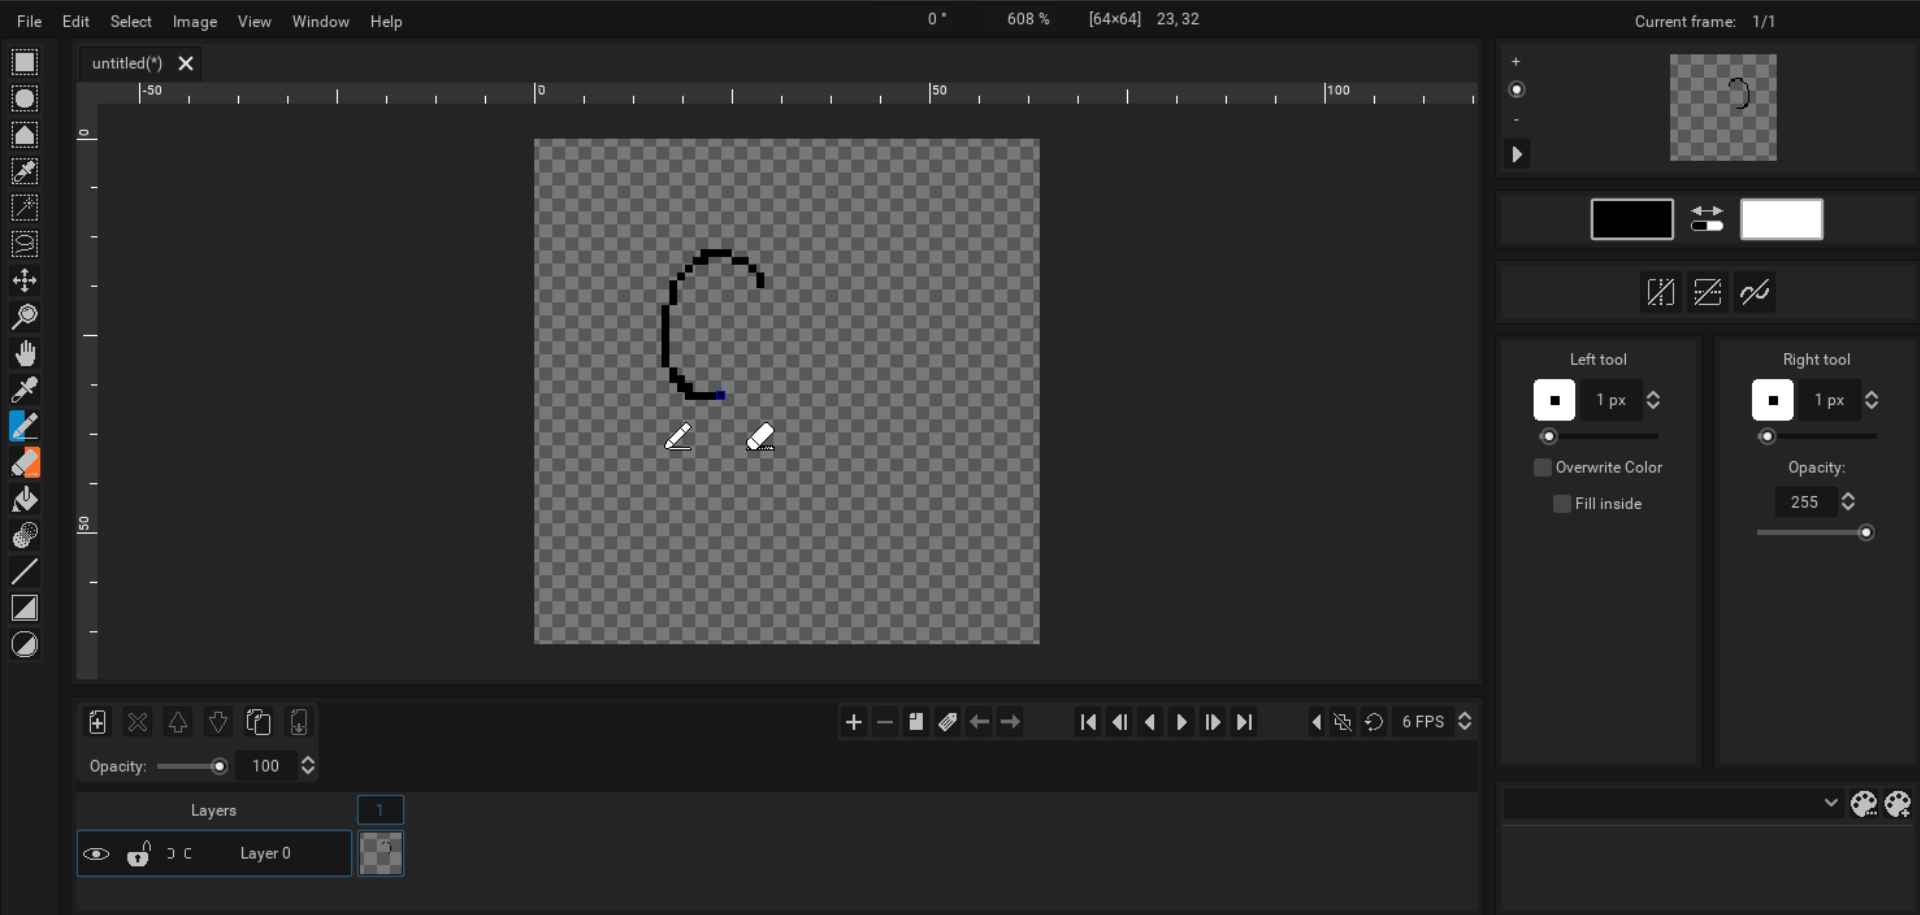 File Edit Select Image View Window Help
0 ° 608 % [64×64] 23, 32
Current frame: 1/1
untitled(*)
-50 0 50 100
0
50
+
-
Left tool
1 px
Overwrite Color
Fill inside
Right tool
1 px
Opacity:
255
6 FPS
Opacity: 100
Layers 1
Layer 0